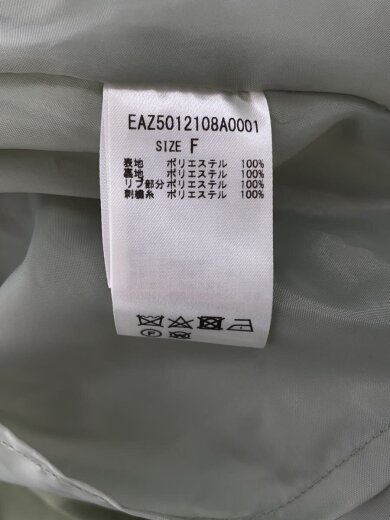 EAZ5012108A0001
SIZE F
表地 ポリエステル 100%
裏地 ポリエステル 100%
リブ部分 ポリエステル 100%
刺繍糸 ポリエステル 100%
F